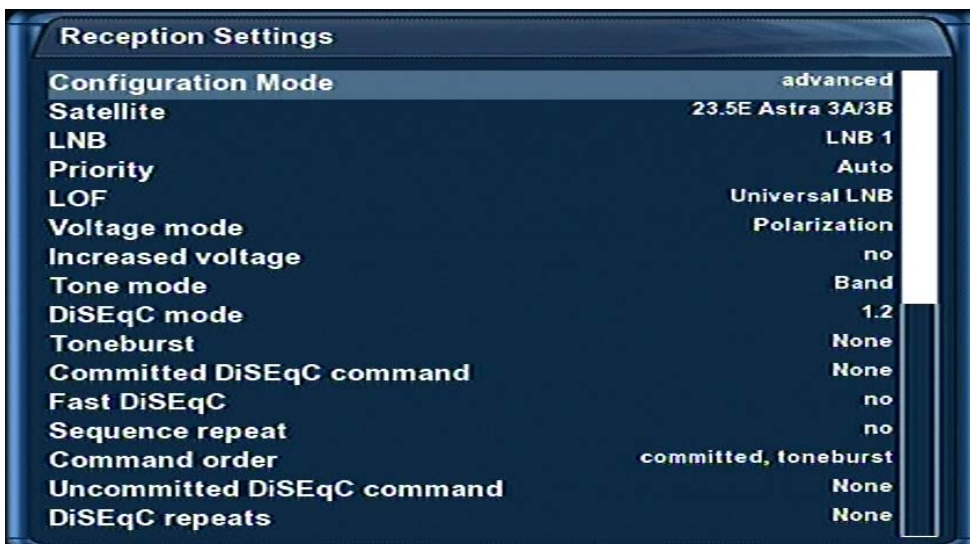 Reception Settings
Configuration Mode advanced
Satellite 23.5E Astra 3A/3B
LNB LNB 1
Priority Auto
LOF Universal LNB
Voltage mode Polarization
Increased voltage no
Tone mode Band
DiSEqC mode 1.2
Toneburst None
Committed DiSEqC command None
Fast DiSEqC no
Sequence repeat no
Command order committed, toneburst
Uncommitted DiSEqC command None
DiSEqC repeats None